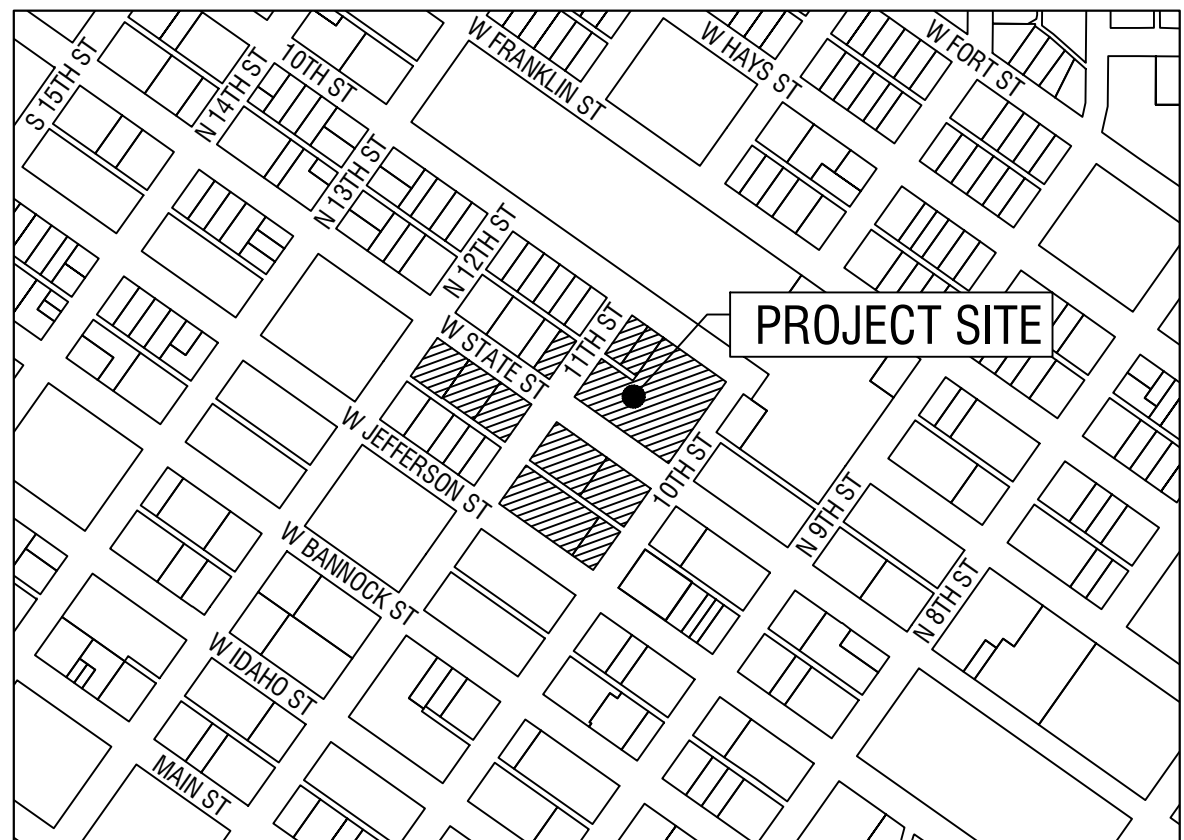 S 15TH ST
N 14TH ST
10TH ST
W FRANKLIN ST
W HAYS ST
W FORT ST
N 13TH ST
N 12TH ST
11TH ST
PROJECT SITE
W STATE ST
W JEFFERSON ST
10TH ST
N 9TH ST
W BANNOCK ST
N 8TH ST
W IDAHO ST
MAIN ST